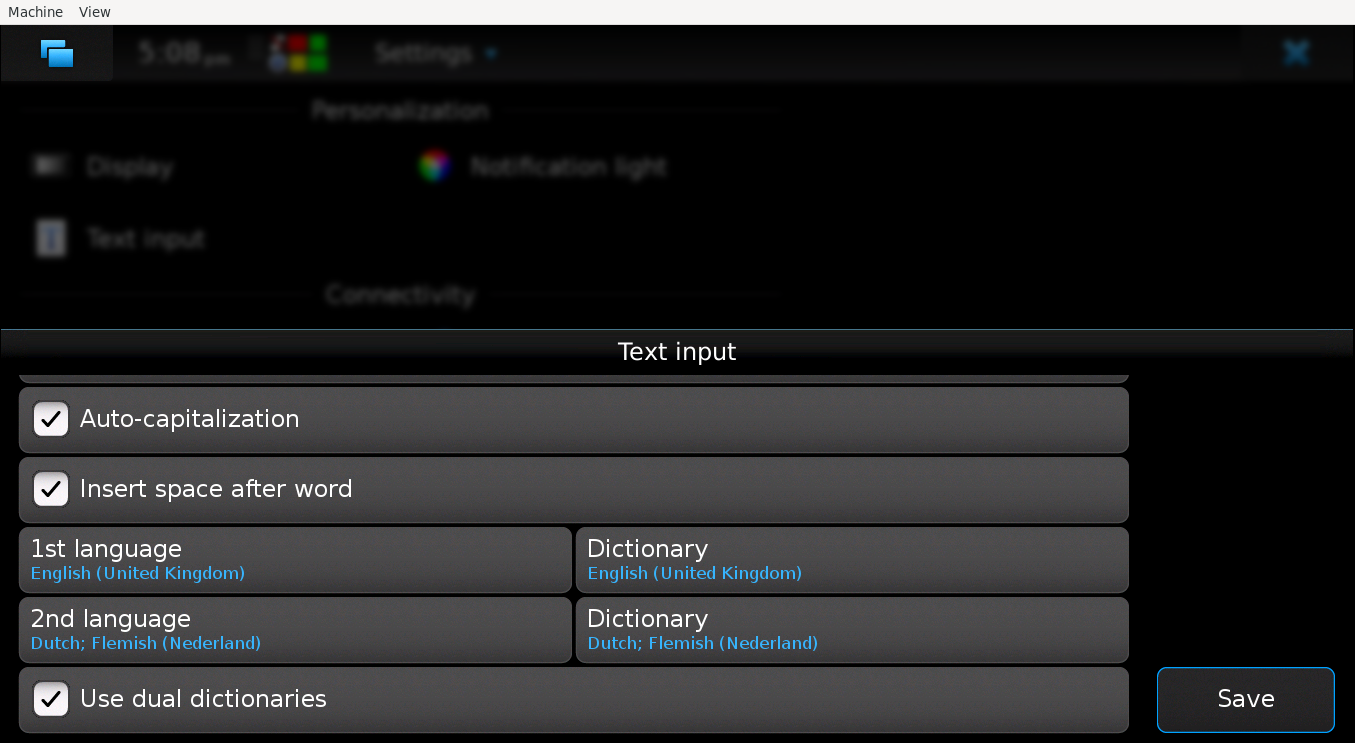 Machine View
5:08 pm Settings
Personalization
Display Notification light
Text input
Connectivity
Text input
Auto-capitalization
Insert space after word
1st language Dictionary
English (United Kingdom) English (United Kingdom)
2nd language Dictionary
Dutch; Flemish (Nederland) Dutch; Flemish (Nederland)
Use dual dictionaries
Save